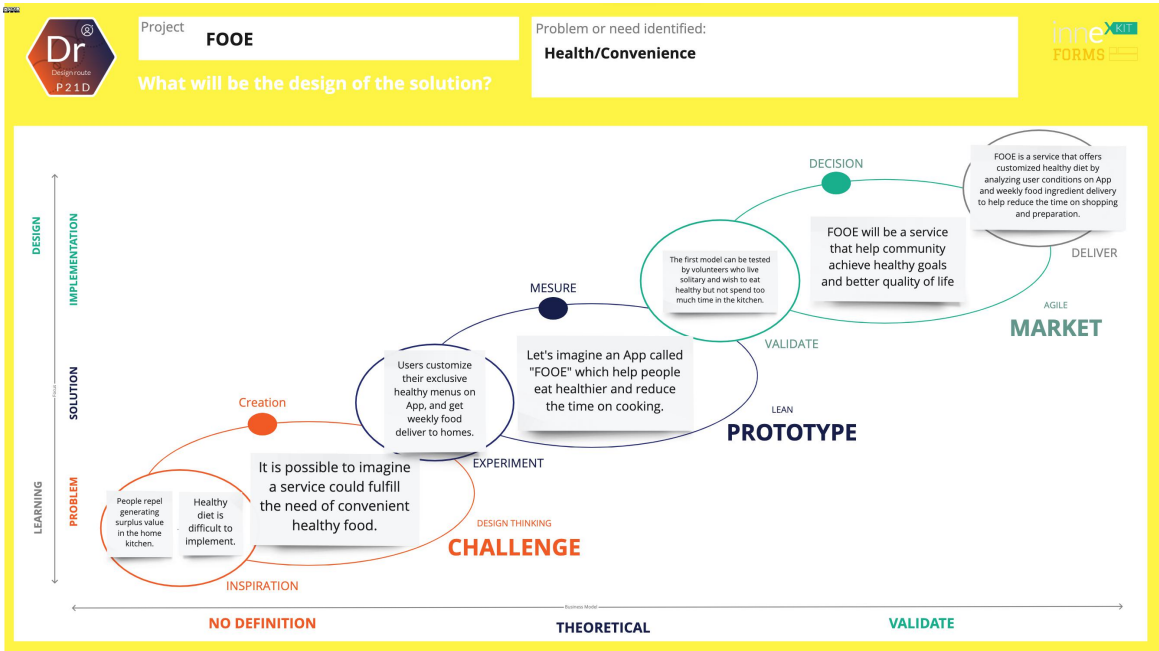 Project
FOOE
Problem or need identified:
Health/Convenience
Dr
Design route
P21D
What will be the design of the solution?
inneX KIT
FORMS
DESIGN
LEARNING
IMPLEMENTATION
SOLUTION
PROBLEM
DECISION
FOOE is a service that offers
customized healthy diet by
analyzing user conditions on App
and weekly food ingredient delivery
to help reduce the time on shopping
and preparation.
DELIVER
FOOE will be a service
that help community
achieve healthy goals
and better quality of life
AGILE
MARKET
The first model can be tested
by volunteers who live
solitary and wish to eat
healthy but not spend too
much time in the kitchen.
VALIDATE
MESURE
Let's imagine an App called
"FOOE" which help people
eat healthier and reduce
the time on cooking.
LEAN
PROTOTYPE
Users customize
their exclusive
healthy menus on
App, and get
weekly food
deliver to homes.
EXPERIMENT
Creation
It is possible to imagine
a service could fulfill
the need of convenient
healthy food.
DESIGN THINKING
CHALLENGE
People repel
generating
surplus value
in the home
kitchen.
Healthy
diet is
difficult to
implement.
INSPIRATION
Business Model
NO DEFINITION
THEORETICAL
VALIDATE